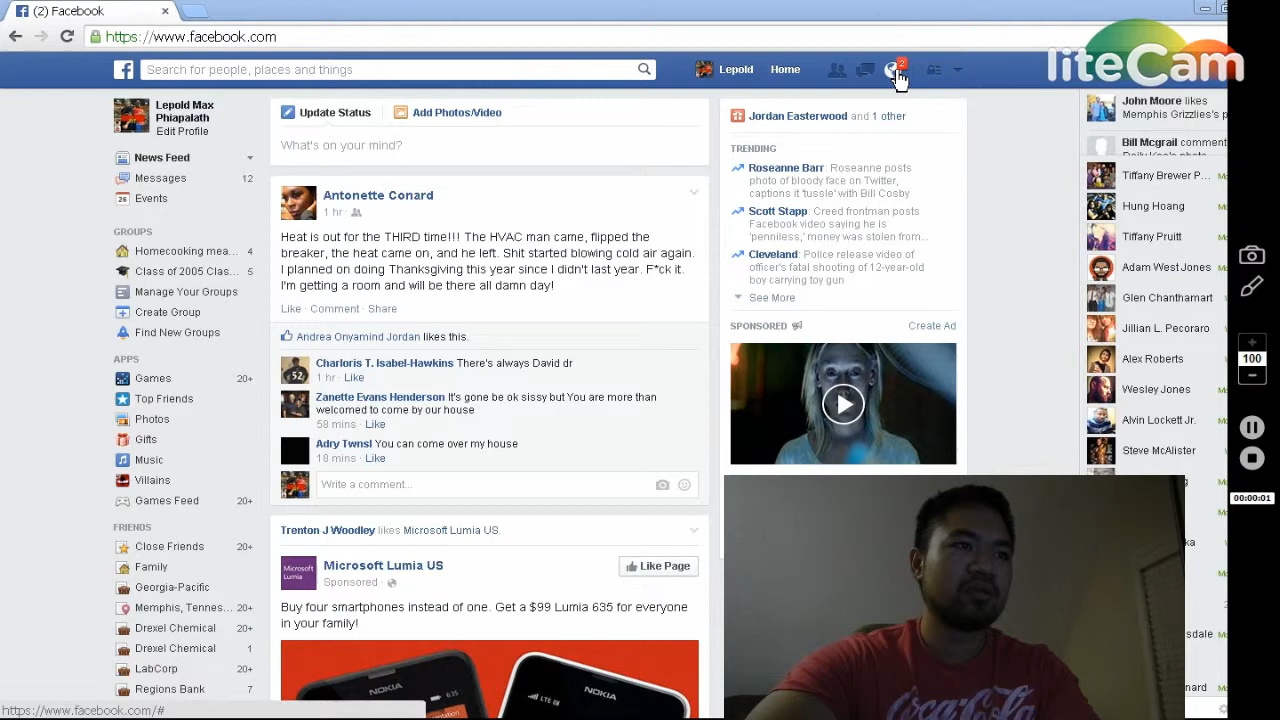 (2) Facebook
https://www.facebook.com
liteCam
Search for people, places and things
Lepold
Home
2
Lepold Max
Phiapalath
Edit Profile
News Feed
Messages 12
26 Events
GROUPS
Homecooking mea... 4
Class of 2005 Clas... 5
Manage Your Groups
Create Group
Find New Groups
APPS
Games 20+
Top Friends
Photos
Gifts
Music
Villains
Games Feed 20+
FRIENDS
Close Friends 20+
Family
Georgia-Pacific
Memphis, Tennes... 20+
Drexel Chemical 20+
Drexel Chemical 1
LabCorp 20+
Regions Bank 7
https://www.facebook.com/#
Update Status
Add Photos/Video
What's on your mind?
Antonette Conard
1 hr
Heat is out for the THIRD time!!! The HVAC man came, flipped the
breaker, the heat came on, and he left. Shit started blowing cold air again.
I planned on doing Thanksgiving this year since I didn't last year. F*ck it.
I'm getting a room and will be there all damn day!
Like · Comment · Share
Andrea Onyamind Jordan likes this.
Charloris T. Isabel-Hawkins There's always David dr
1 hr · Like
Zanette Evans Henderson It's gone be ok sissy but You are more than
welcomed to come by our house
58 mins · Like
Adry Twnsl You can come over my house
18 mins · Like
Write a comment...
Trenton J Woodley likes Microsoft Lumia US.
Microsoft
Lumia
Microsoft Lumia US
Sponsored ·
Like Page
Buy four smartphones instead of one. Get a $99 Lumia 635 for everyone
in your family!
NOKIA
NOKIA
Jordan Easterwood and 1 other
TRENDING
Roseanne Barr: Roseanne posts
photo of bloody face on Twitter,
captions it 'tussle' with Bill Cosby
Scott Stapp: Creed frontman posts
Facebook video saying he is
'penniless,' money was stolen from...
Cleveland: Police release video of
officer's fatal shooting of 12-year-old
boy carrying toy gun
See More
SPONSORED
Create Ad
John Moore likes
Memphis Grizzlies's p
Bill Mcgrail comment
Tiffany Brewer P...
Hung Hoang
Tiffany Pruitt
Adam West Jones
Glen Chanthamart
Jillian L. Pecoraro
Alex Roberts
Wesley Jones
Alvin Lockett Jr.
Steve McAlister
100
00:00:01
Coca-Cola